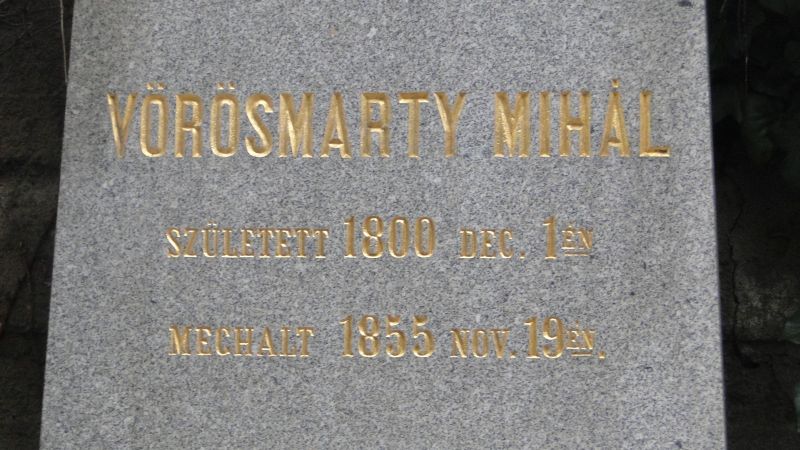 VÖRÖSMARTY MIHÁL
SZÜLETETT 1800 DEC. 1ÉN
MEGHALT 1855 NOV. 19ÉN.